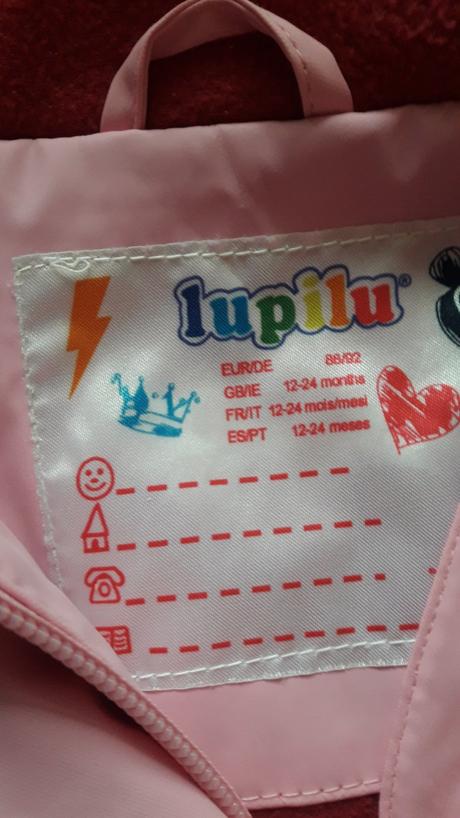 lupilu®
EUR/DE 86/92
GB/IE 12-24 months
FR/IT 12-24 mois/mesi
ES/PT 12-24 meses